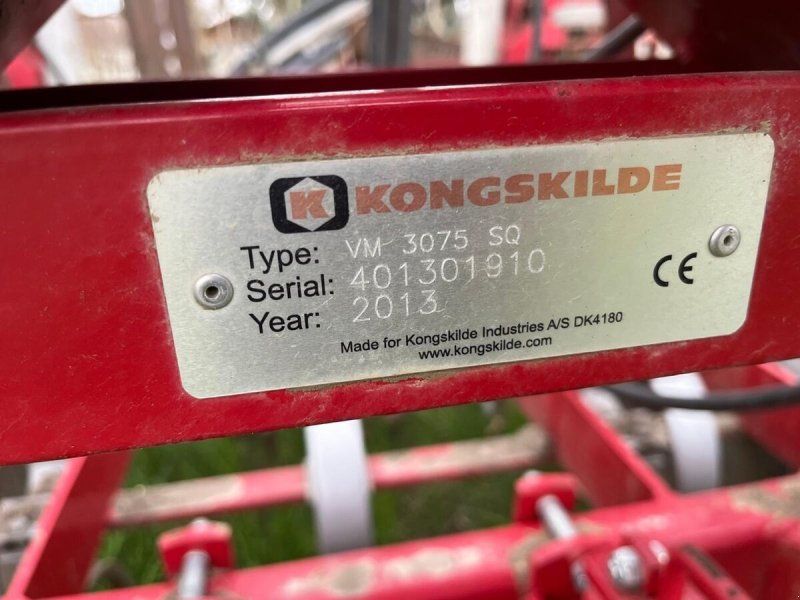 K KONGSKILDE
Type: VM 3075 SQ
Serial: 401301910
Year: 2013
CE
Made for Kongskilde Industries A/S DK4180
www.kongskilde.com